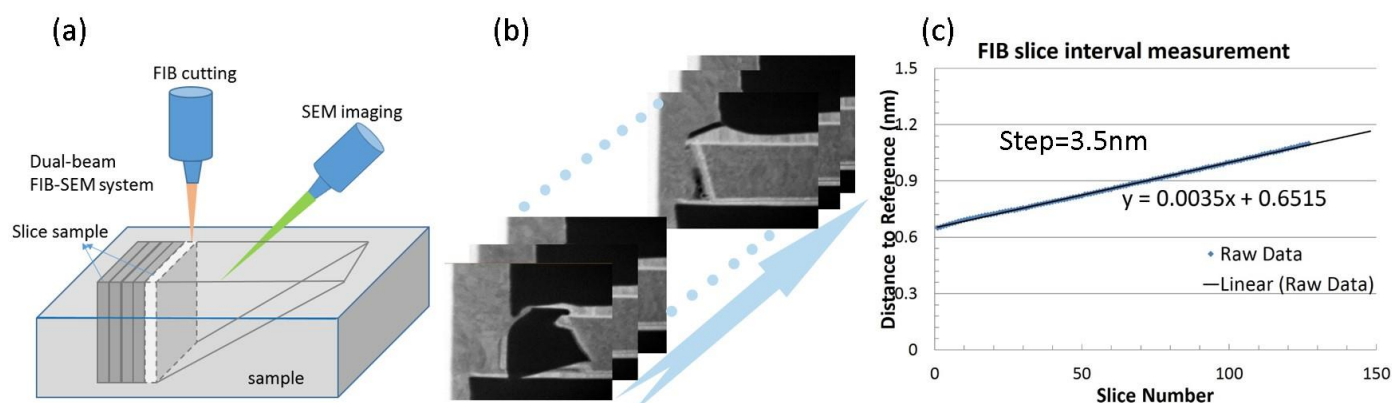 (a)
FIB cutting
SEM imaging
Dual-beam
FIB-SEM system
Slice sample
sample
(b)
(c)
FIB slice interval measurement
Distance to Reference (nm)
1.5
1.2
0.9
0.6
0.3
0
Step=3.5nm
y = 0.0035x + 0.6515
Raw Data
Linear (Raw Data)
0
50
100
150
Slice Number